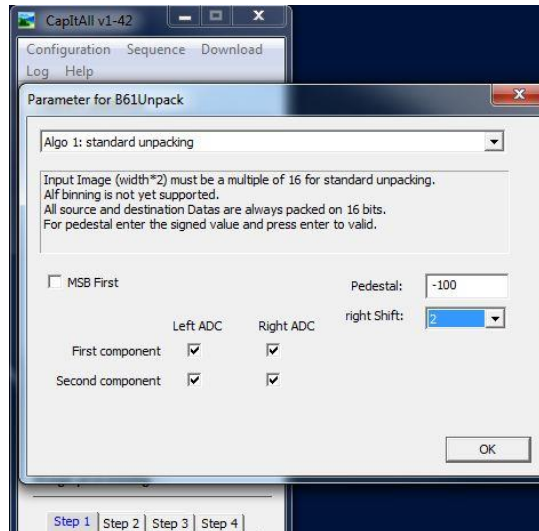 CapItAll v1-42
Configuration Sequence Download
Log Help
Parameter for B61Unpack
Algo 1: standard unpacking
Input Image (width*2) must be a multiple of 16 for standard unpacking.
Alf binning is not yet supported.
All source and destination Datas are always packed on 16 bits.
For pedestal enter the signed value and press enter to valid.
MSB First
Pedestal: -100
right Shift: 2
Left ADC Right ADC
First component
Second component
OK
Step 1 Step 2 Step 3 Step 4